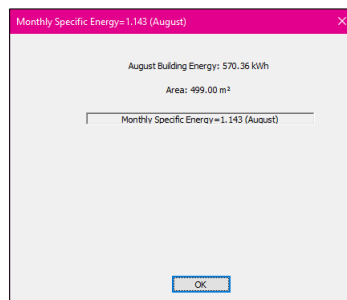 Monthly Specific Energy=1.143 (August)
August Building Energy: 570.36 kWh
Area: 499.00 m²
Monthly Specific Energy=1.143 (August)
OK